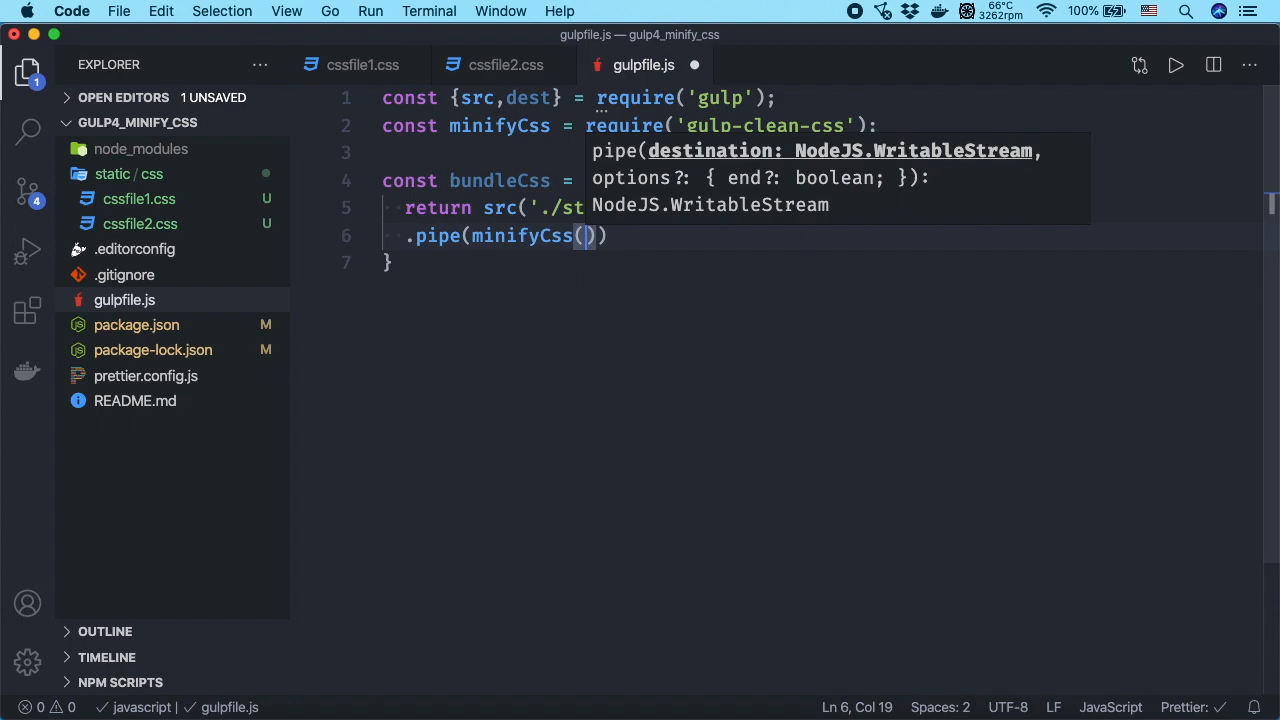 Code File Edit Selection View Go Run Terminal Window Help 66°C 3262rpm 100%
gulpfile.js — gulp4_minify_css
EXPLORER
cssfile1.css cssfile2.css gulpfile.js
OPEN EDITORS 1 UNSAVED
GULP4_MINIFY_CSS
node_modules
static / css
cssfile1.css U
cssfile2.css U
.editorconfig
.gitignore
gulpfile.js
package.json M
package-lock.json M
prettier.config.js
README.md
OUTLINE
TIMELINE
NPM SCRIPTS
1
4
1 const {src,dest} = require('gulp');
2 const minifyCss = require('gulp-clean-css');
3
4 const bundleCss =
5 return src('./st
6 .pipe(minifyCss())
7 }
pipe(destination: NodeJS.WritableStream,
options?: { end?: boolean; }):
NodeJS.WritableStream
0 0 javascript | gulpfile.js Ln 6, Col 19 Spaces: 2 UTF-8 LF JavaScript Prettier: